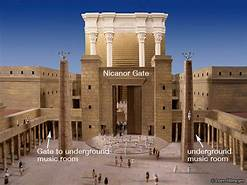 Nicanor Gate
Gate to underground
music room
underground
music room